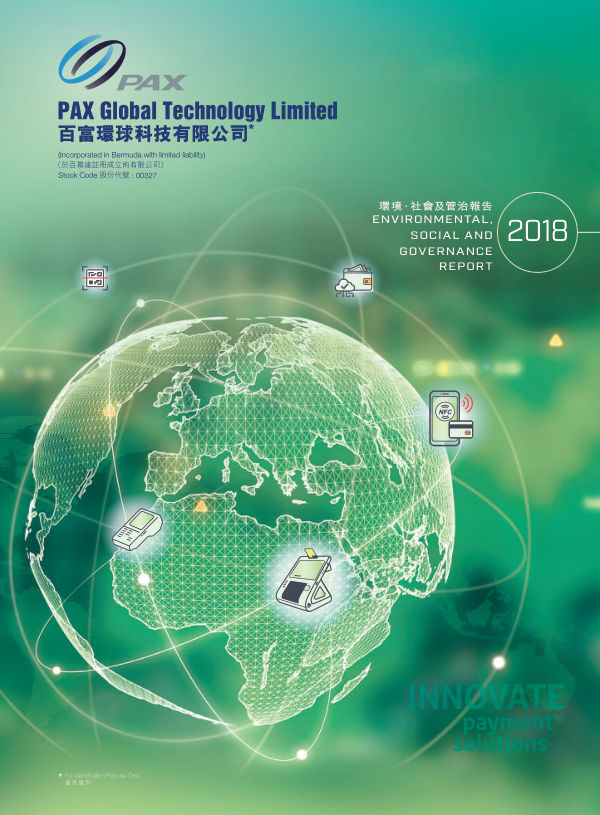 PAX
PAX Global Technology Limited
百富環球科技有限公司*
(Incorporated in Bermuda with limited liability)
(於百慕達註冊成立的有限公司)
Stock Code 股份代號 : 00327
環境、社會及管治報告
ENVIRONMENTAL,
SOCIAL AND
GOVERNANCE
REPORT
2018
NFC
INNOVATE
payment
solutions
* For Identification Purpose Only
僅供識別